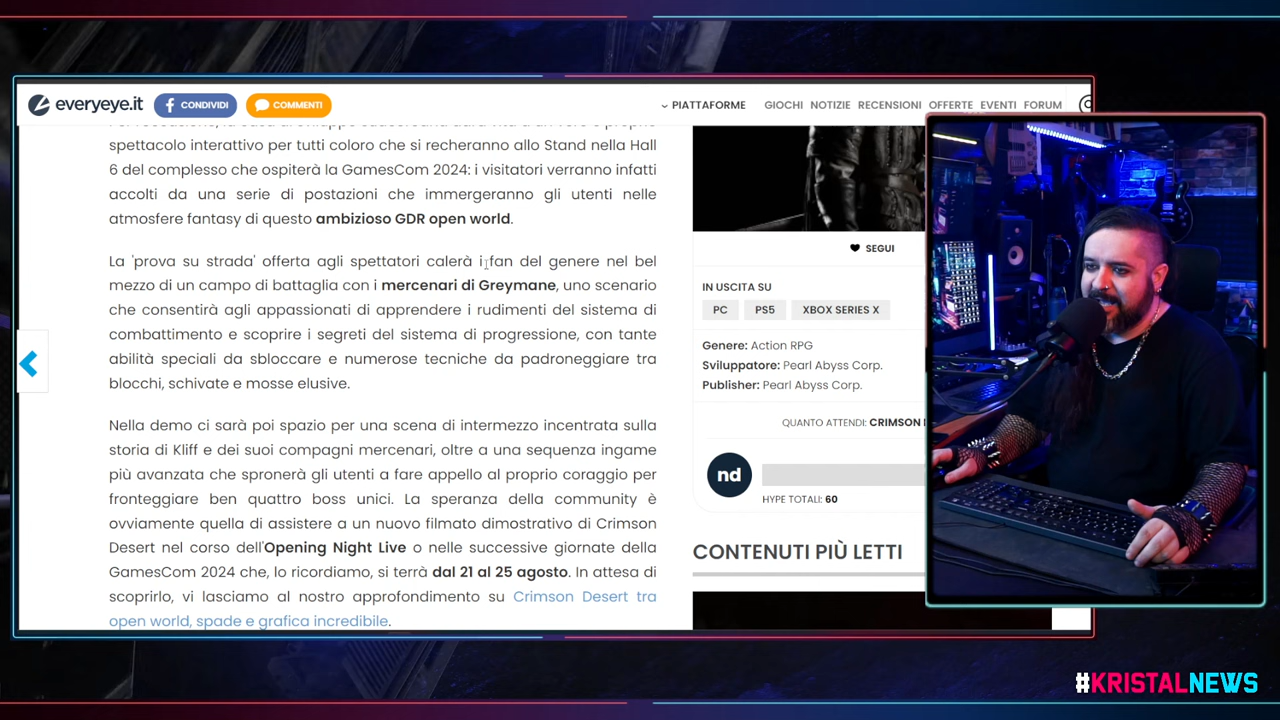 everyeye.it
CONDIVIDI
COMMENTI
PIATTAFORME
GIOCHI NOTIZIE RECENSIONI OFFERTE EVENTI FORUM
spettacolo interattivo per tutti coloro che si recheranno allo Stand nella Hall
6 del complesso che ospiterà la GamesCom 2024: i visitatori verranno infatti
accolti da una serie di postazioni che immergeranno gli utenti nelle
atmosfere fantasy di questo ambizioso GDR open world.
La 'prova su strada' offerta agli spettatori calerà i fan del genere nel bel
mezzo di un campo di battaglia con i mercenari di Greymane, uno scenario
che consentirà agli appassionati di apprendere i rudimenti del sistema di
combattimento e scoprire i segreti del sistema di progressione, con tante
abilità speciali da sbloccare e numerose tecniche da padroneggiare tra
blocchi, schivate e mosse elusive.
Nella demo ci sarà poi spazio per una scena di intermezzo incentrata sulla
storia di Kliff e dei suoi compagni mercenari, oltre a una sequenza ingame
più avanzata che spronerà gli utenti a fare appello al proprio coraggio per
fronteggiare ben quattro boss unici. La speranza della community è
ovviamente quella di assistere a un nuovo filmato dimostrativo di Crimson
Desert nel corso dell'Opening Night Live o nelle successive giornate della
GamesCom 2024 che, lo ricordiamo, si terrà dal 21 al 25 agosto. In attesa di
scoprirlo, vi lasciamo al nostro approfondimento su Crimson Desert tra
open world, spade e grafica incredibile.
SEGUI
IN USCITA SU
PC PS5 XBOX SERIES X
Genere: Action RPG
Sviluppatore: Pearl Abyss Corp.
Publisher: Pearl Abyss Corp.
QUANTO ATTENDI: CRIMSON
nd
HYPE TOTALI: 60
CONTENUTI PIÙ LETTI
#KRISTALNEWS